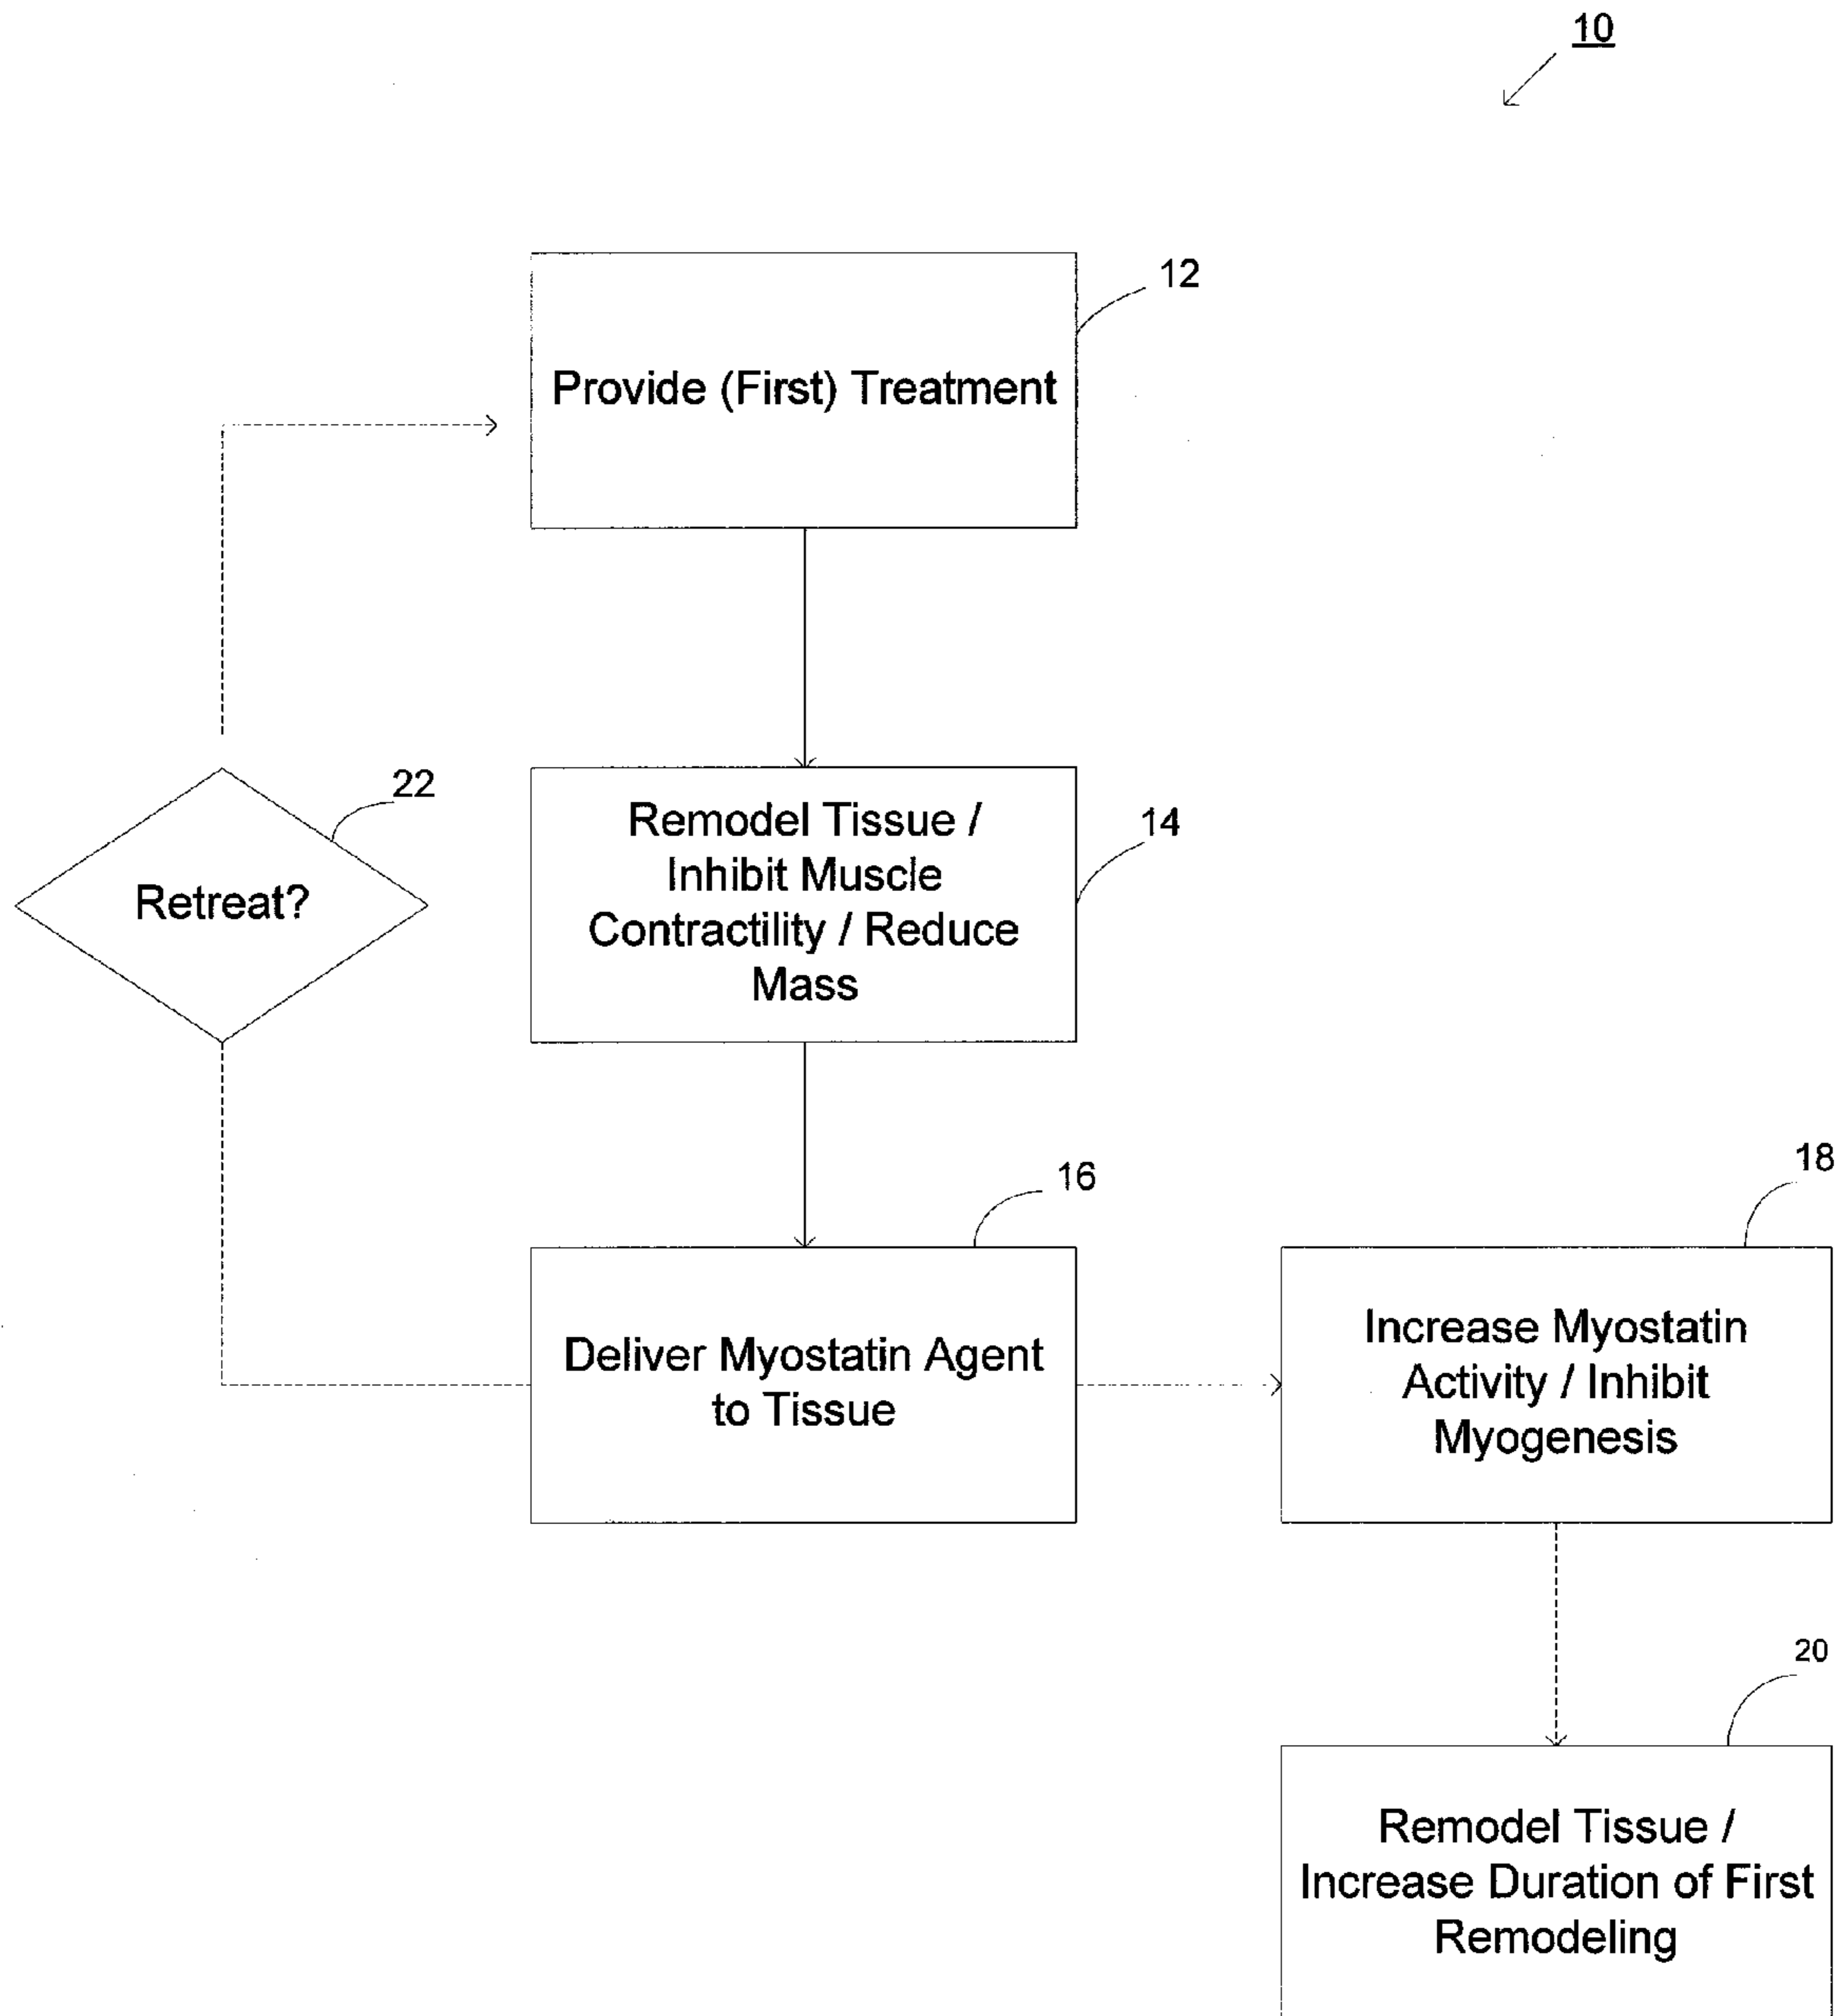 10
12
Provide (First) Treatment
22
Retreat?
14
Remodel Tissue /
Inhibit Muscle
Contractility / Reduce
Mass
16
Deliver Myostatin Agent
to Tissue
18
Increase Myostatin
Activity / Inhibit
Myogenesis
20
Remodel Tissue /
Increase Duration of First
Remodeling